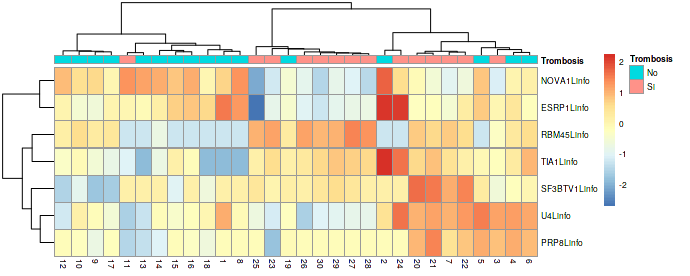 Trombosis
NOVA1Linfo
ESRP1Linfo
RBM45Linfo
TIA1Linfo
SF3BTV1Linfo
U4Linfo
PRP8Linfo
12 10 9 17 11 13 14 15 16 18 1 8 25 23 19 26 30 29 27 28 2 24 20 21 7 22 5 3 4 6
2
1
0
-1
-2
Trombosis
No
SI